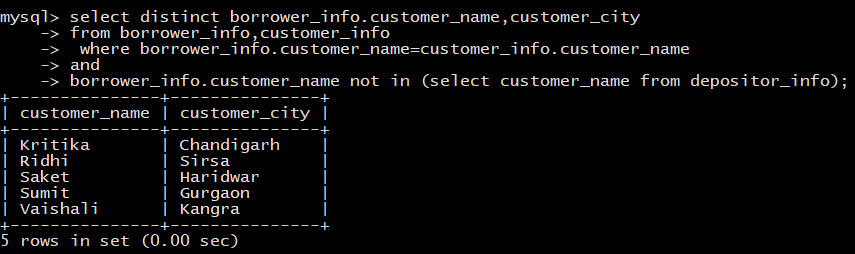 mysql> select distinct borrower_info.customer_name,customer_city
    -> from borrower_info,customer_info
    ->  where borrower_info.customer_name=customer_info.customer_name
    -> and
    -> borrower_info.customer_name not in (select customer_name from depositor_info);
+---------------+---------------+
| customer_name | customer_city |
+---------------+---------------+
| Kritika       | Chandigarh    |
| Ridhi         | Sirsa         |
| Saket         | Haridwar      |
| Sumit         | Gurgaon       |
| Vaishali      | Kangra        |
+---------------+---------------+
5 rows in set (0.00 sec)